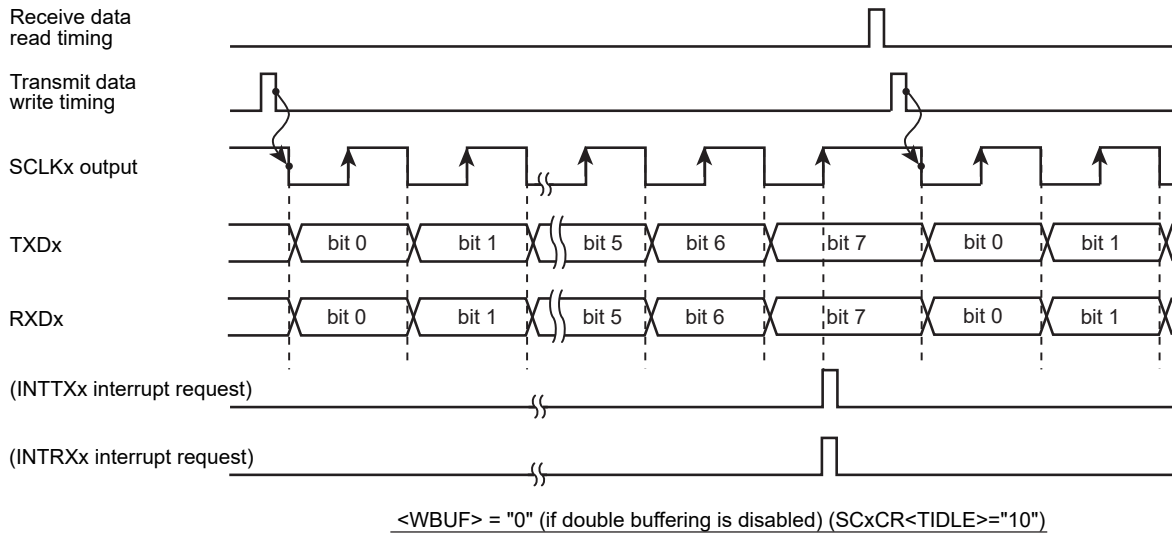 Receive data
read timing
Transmit data
write timing
SCLKx output
TXDx
bit 0
bit 1
bit 5
bit 6
bit 7
bit 0
bit 1
RXDx
bit 0
bit 1
bit 5
bit 6
bit 7
bit 0
bit 1
(INTTXx interrupt request)
(INTRXx interrupt request)
<WBUF> = "0" (if double buffering is disabled) (SCxCR<TIDLE>="10")